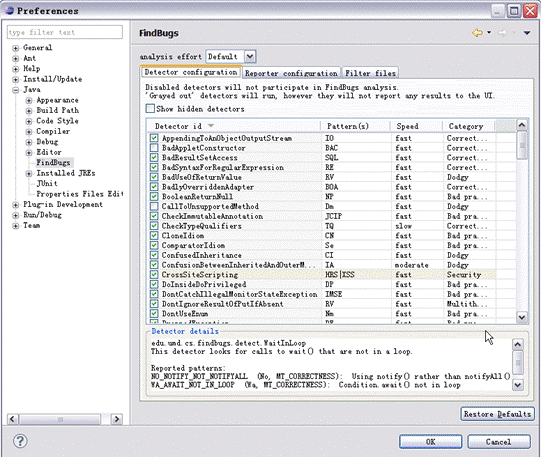 Preferences
type filter text
General
Ant
Help
Install/Update
Java
Appearance
Build Path
Code Style
Compiler
Debug
Editor
FindBugs
Installed JREs
JUnit
Properties Files Edit
Plug-in Development
Run/Debug
Team
FindBugs
analysis effort Default
Detector configuration Reporter configuration Filter files
Disabled detectors will not participate in FindBugs analysis.
'Grayed out' detectors will run, however they will not report any results to the UI.
Show hidden detectors
Detector id Pattern(s) Speed Category
AppendingToAnObjectOutputStream IO fast Correct...
BadAppletConstructor BAC fast Correct...
BadResultSetAccess SQL fast Correct...
BadSyntaxForRegularExpression RE fast Correct...
BadUseOfReturnValue RV fast Dodgy
BadlyOverriddenAdapter BOA fast Correct...
BooleanReturnNull NP fast Bad pra...
CallToUnsupportedMethod Dm fast Dodgy
CheckImmutableAnnotation JCIP fast Bad pra...
CheckTypeQualifiers TQ slow Correct...
CloneIdiom CN fast Bad pra...
ComparatorIdiom Se fast Bad pra...
ConfusedInheritance CI fast Dodgy
ConfusionBetweenInheritedAndOuterM... IA moderate Dodgy
CrossSiteScripting HRS|XSS fast Security
DoInsideDoPrivileged DP fast Bad pra...
DontCatchIllegalMonitorStateException IMSE fast Bad pra...
DontIgnoreResultOfPutIfAbsent RV fast Multith...
DontUseEnum Nm fast Bad pra...
Detector details
edu.umd.cs.findbugs.detect.WaitInLoop
This detector looks for calls to wait() that are not in a loop.
Reported patterns:
NO_NOTIFY_NOT_NOTIFYALL (No, MT_CORRECTNESS): Using notify() rather than notifyAll()
WA_AWAIT_NOT_IN_LOOP (Wa, MT_CORRECTNESS): Condition.await() not in loop
Restore Defaults
OK Cancel